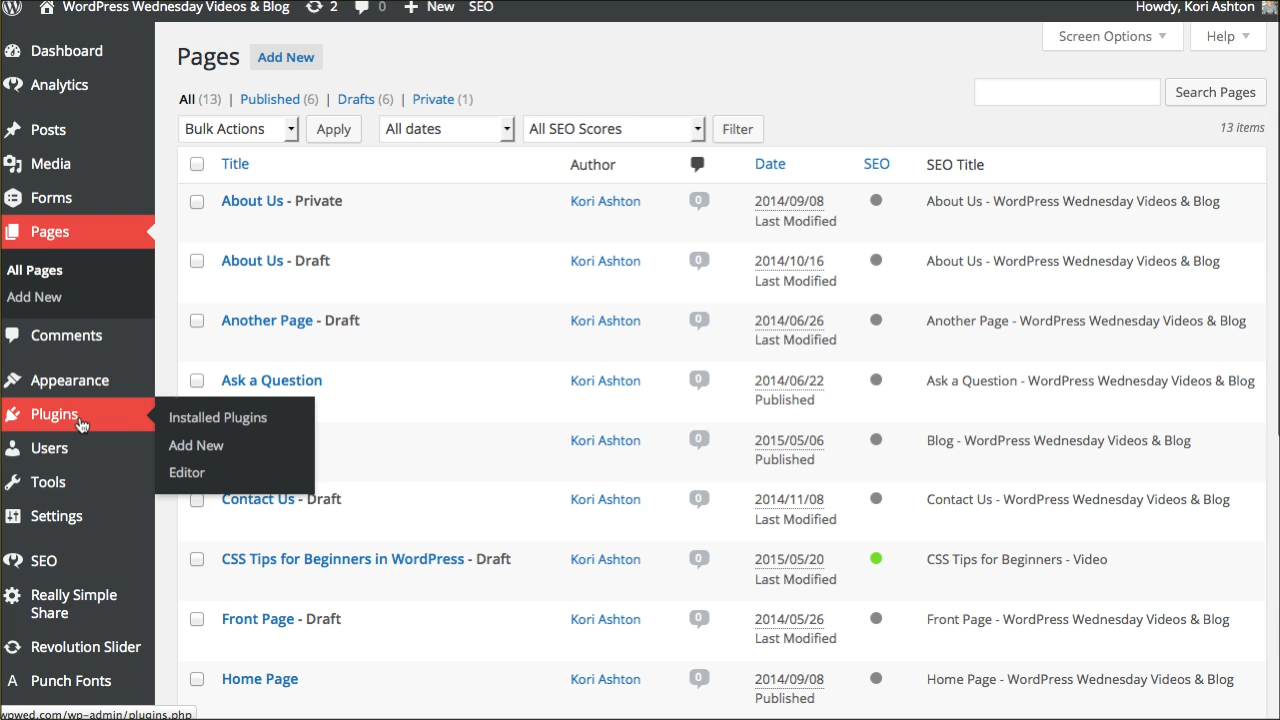 WordPress Wednesday Videos & Blog 2 0 + New SEO Howdy, Kori Ashton
Screen Options Help
Dashboard
Analytics
Posts
Media
Forms
Pages
All Pages
Add New
Comments
Appearance
Plugins
Installed Plugins
Add New
Editor
Users
Tools
Settings
SEO
Really Simple
Share
Revolution Slider
Punch Fonts
Pages Add New
All (13) | Published (6) | Drafts (6) | Private (1)
Search Pages
Bulk Actions Apply All dates All SEO Scores Filter 13 items
Title Author Date SEO SEO Title
About Us - Private Kori Ashton 0 2014/09/08 About Us - WordPress Wednesday Videos & Blog
Last Modified
About Us - Draft Kori Ashton 0 2014/10/16 About Us - WordPress Wednesday Videos & Blog
Last Modified
Another Page - Draft Kori Ashton 0 2014/06/26 Another Page - WordPress Wednesday Videos & Blog
Last Modified
Ask a Question Kori Ashton 0 2014/06/22 Ask a Question - WordPress Wednesday Videos & Blog
Published
Kori Ashton 0 2015/05/06 Blog - WordPress Wednesday Videos & Blog
Published
Contact Us - Draft Kori Ashton 0 2014/11/08 Contact Us - WordPress Wednesday Videos & Blog
Last Modified
CSS Tips for Beginners in WordPress - Draft Kori Ashton 0 2015/05/20 CSS Tips for Beginners - Video
Last Modified
Front Page - Draft Kori Ashton 0 2014/05/26 Front Page - WordPress Wednesday Videos & Blog
Last Modified
Home Page Kori Ashton 0 2014/09/08 Home Page - WordPress Wednesday Videos & Blog
Published
wpwed.com/wp-admin/plugins.php